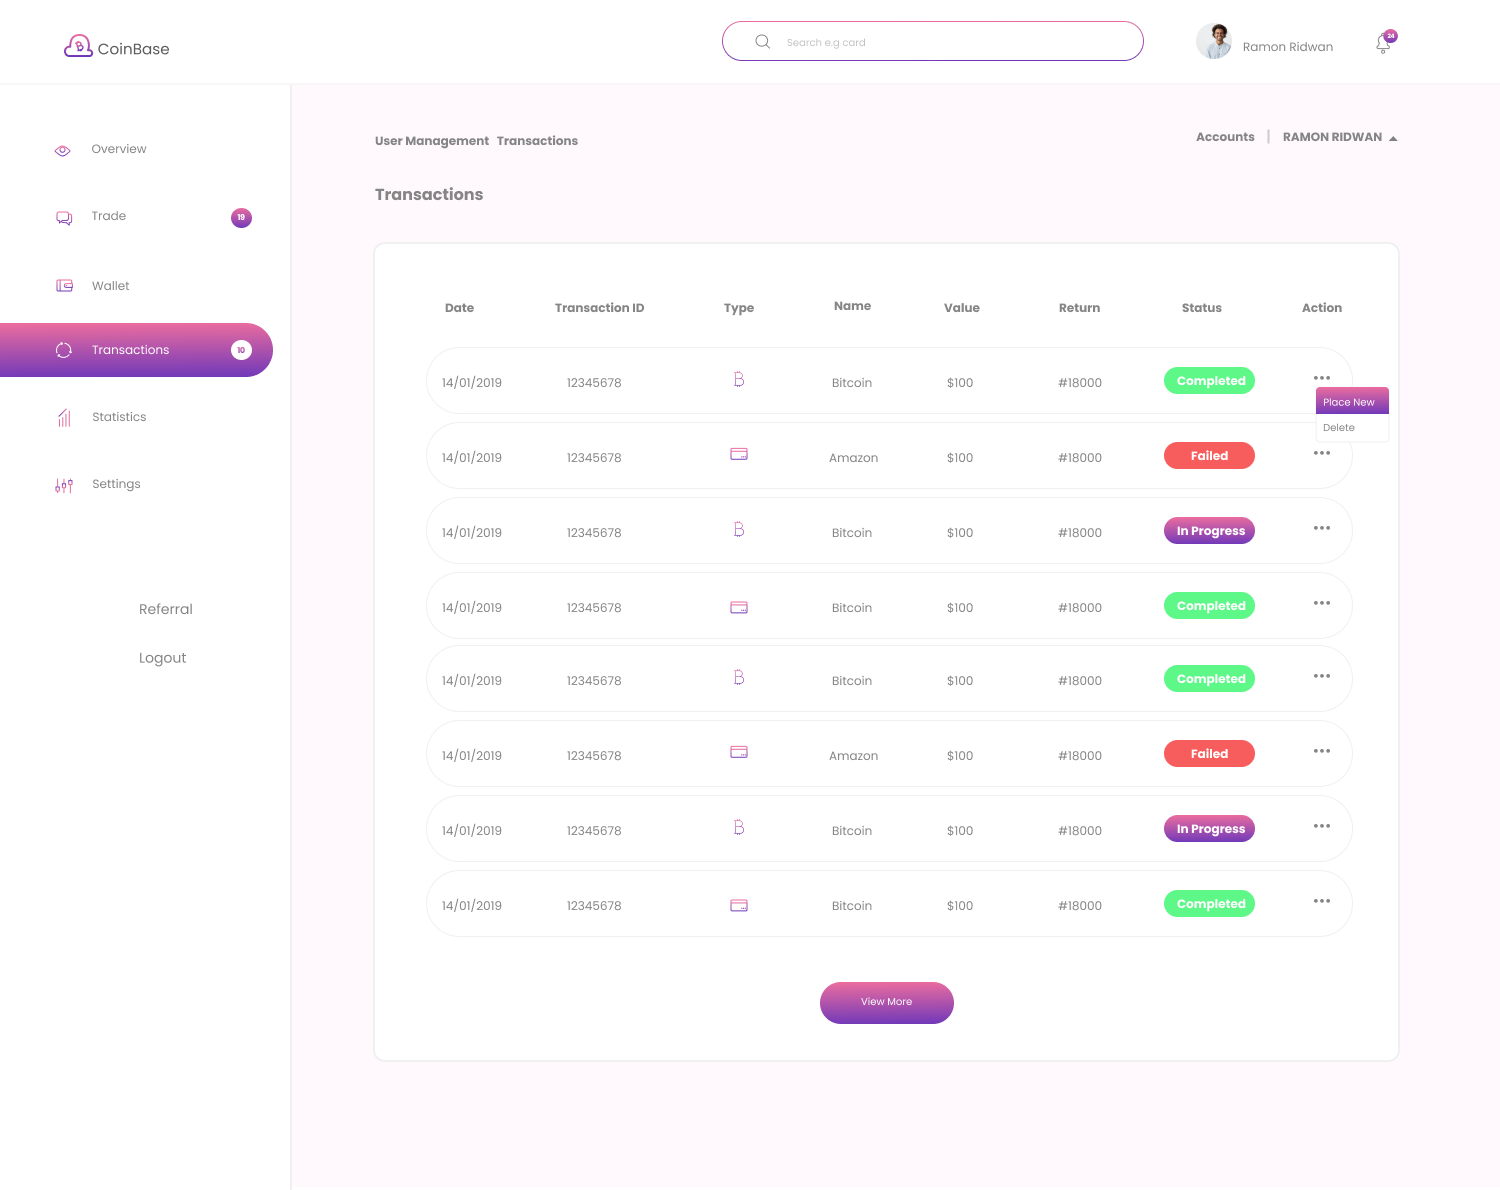 CoinBase
Search e.g card
Ramon Ridwan
24
Overview
Trade 19
Wallet
Transactions 10
Statistics
Settings
Referral
Logout
User Management Transactions
Accounts | RAMON RIDWAN
Transactions
Date Transaction ID Type Name Value Return Status Action
14/01/2019 12345678 Bitcoin $100 #18000 Completed
Place New
Delete
14/01/2019 12345678 Amazon $100 #18000 Failed
14/01/2019 12345678 Bitcoin $100 #18000 In Progress
14/01/2019 12345678 Bitcoin $100 #18000 Completed
14/01/2019 12345678 Bitcoin $100 #18000 Completed
14/01/2019 12345678 Amazon $100 #18000 Failed
14/01/2019 12345678 Bitcoin $100 #18000 In Progress
14/01/2019 12345678 Bitcoin $100 #18000 Completed
View More